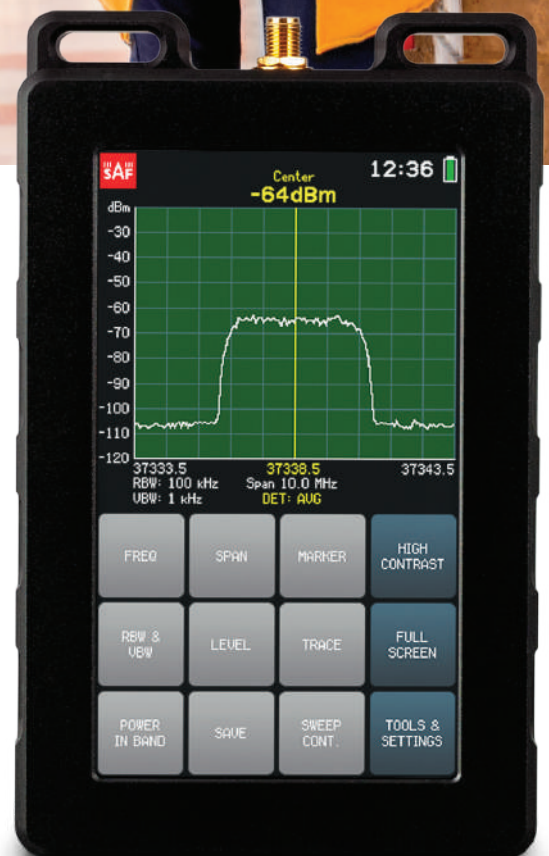 SAF
12:36
Center
-64dBm
dBm
-30
-40
-50
-60
-70
-80
-90
-100
-110
-120
37333.5 37338.5 37343.5
RBW: 100 kHz Span 10.0 MHz
VBW: 1 kHz DET: AVG
FREQ
SPAN
MARKER
HIGH
CONTRAST
RBW &
VBW
LEVEL
TRACE
FULL
SCREEN
POWER
IN BAND
SAVE
SWEEP
CONT.
TOOLS &
SETTINGS